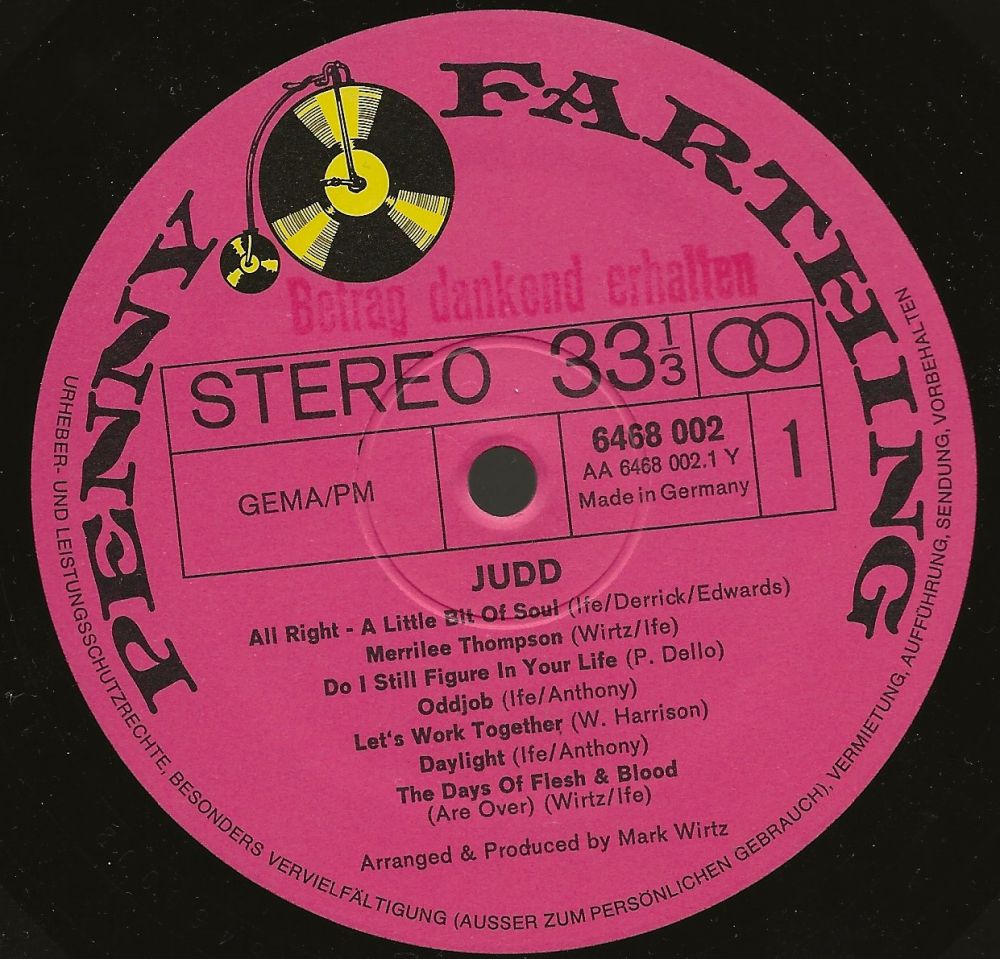 PENNY FARTHING
Betrag dankend erhalten
STEREO 33 1/3
GEMA/PM
6468 002
AA 6468 002.1 Y
Made in Germany
1
JUDD
All Right - A Little Bit Of Soul (Ife/Derrick/Edwards)
Merrilee Thompson (Wirtz/Ife)
Do I Still Figure In Your Life (P. Dello)
Oddjob (Ife/Anthony)
Let's Work Together (W. Harrison)
Daylight (Ife/Anthony)
The Days Of Flesh & Blood
(Are Over) (Wirtz/Ife)
Arranged & Produced by Mark Wirtz
URHEBER- UND LEISTUNGSSCHUTZRECHTE, BESONDERS VERVIELFÄLTIGUNG (AUSSER ZUM PERSÖNLICHEN GEBRAUCH), VERMIETUNG, AUFFÜHRUNG, SENDUNG, VORBEHALTEN